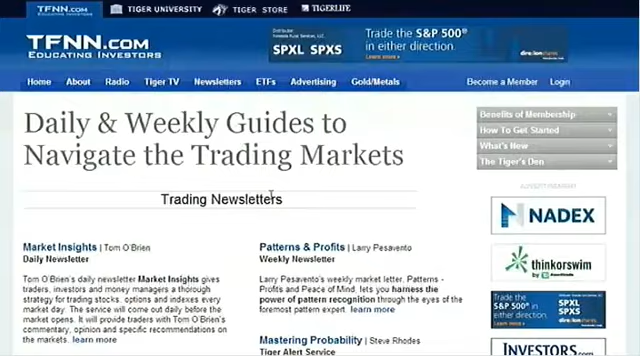 TFNN.COM
EDUCATING INVESTORS
TIGER UNIVERSITY
TIGER STORE
TIGERLIFE
TFNN.COM
EDUCATING INVESTORS
SPXL SPXS
Trade the S&P 500®
in either direction.
Learn more ›
Home About Radio Tiger TV Newsletters ETFs Advertising Gold/Metals Become a Member Login
Daily & Weekly Guides to
Navigate the Trading Markets
Trading Newsletters
Benefits of Membership
How To Get Started
What's New
The Tiger's Den
ADVERTISEMENT
NADEX
thinkorswim
Trade the
S&P 500®
in either direction.
Learn more ›
SPXL
SPXS
INVESTORS.com
Market Insights | Tom O'Brien
Daily Newsletter
Tom O'Brien's daily newsletter Market Insights gives
traders, investors and money managers a thorough
strategy for trading stocks, options and indexes every
market day. The service will come out daily before the
market opens. It will provide traders with Tom O'Brien's
commentary, opinion and specific recommendations on
the markets. learn more
Patterns & Profits | Larry Pesavento
Weekly Newsletter
Larry Pesavento's weekly market letter, Patterns -
Profits and Peace of Mind, lets you harness the
power of pattern recognition through the eyes of the
foremost pattern expert. learn more
Mastering Probability | Steve Rhodes
Tiger Alert Service